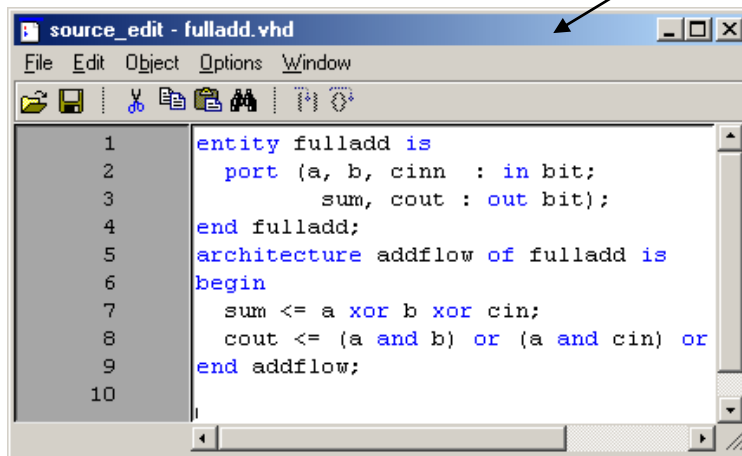 source_edit - fulladd.vhd
File Edit Object Options Window
1 entity fulladd is
2 port (a, b, cinn : in bit;
3 sum, cout : out bit);
4 end fulladd;
5 architecture addflow of fulladd is
6 begin
7 sum <= a xor b xor cin;
8 cout <= (a and b) or (a and cin) or
9 end addflow;
10